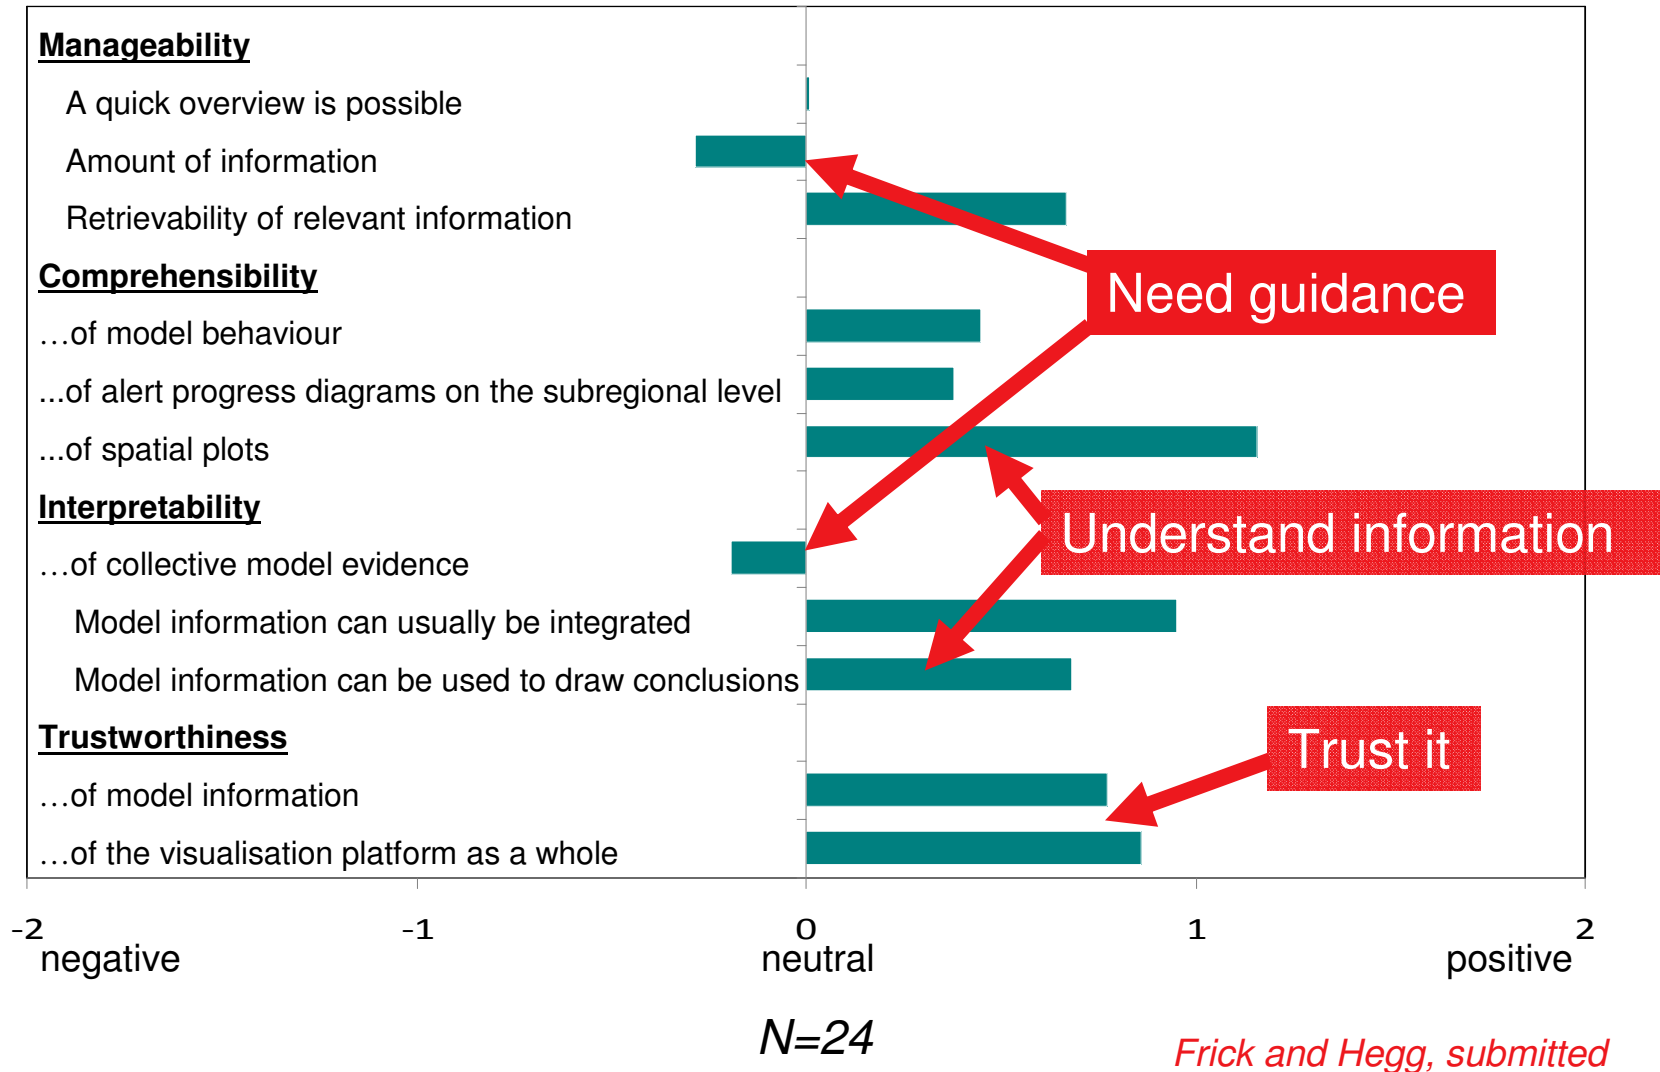 Manageability
A quick overview is possible
Amount of information
Retrievability of relevant information
Comprehensibility
Need guidance
…of model behaviour
...of alert progress diagrams on the subregional level
...of spatial plots
Interpretability
Understand information
…of collective model evidence
Model information can usually be integrated
Model information can be used to draw conclusions
Trustworthiness
Trust it
…of model information
…of the visualisation platform as a whole
-2 -1 0 1 2
negative neutral positive
N=24
Frick and Hegg, submitted